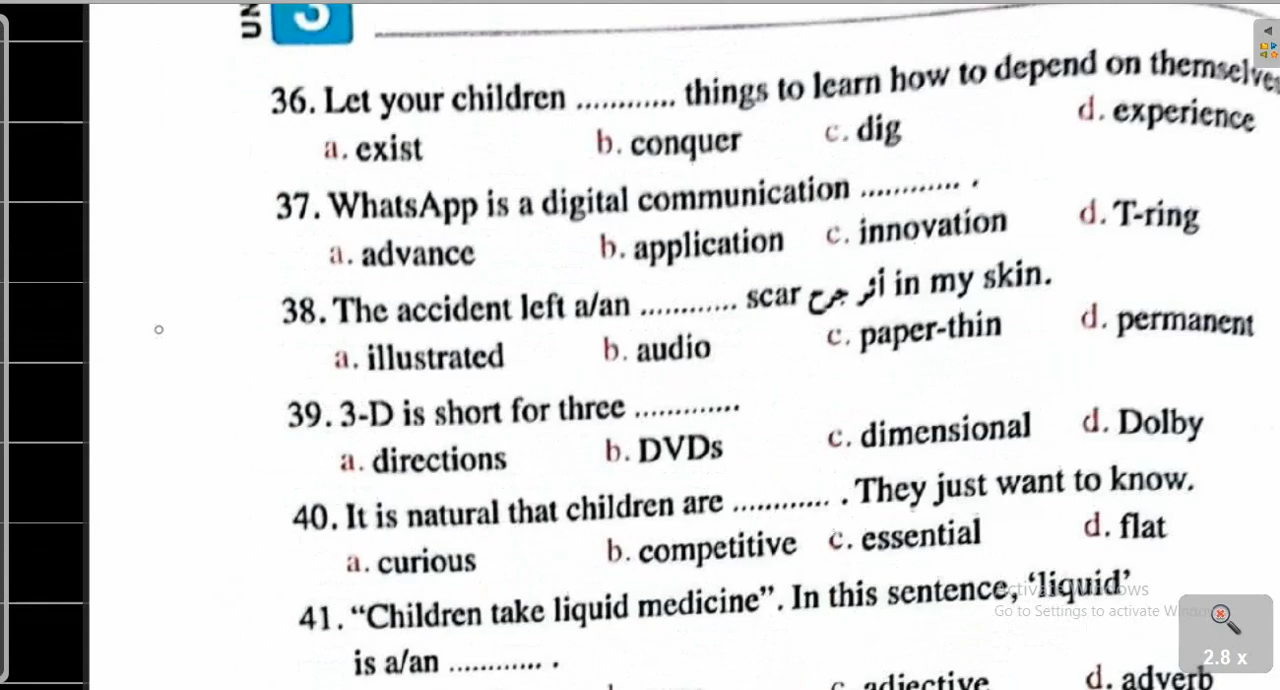 UN
3
36. Let your children ............ things to learn how to depend on themselves
a. exist b. conquer c. dig d. experience
37. WhatsApp is a digital communication ............ .
a. advance b. application c. innovation d. T-ring
38. The accident left a/an ............ scar أثر جرح in my skin.
a. illustrated b. audio c. paper-thin d. permanent
39. 3-D is short for three .............
a. directions b. DVDs c. dimensional d. Dolby
40. It is natural that children are ............ . They just want to know.
a. curious b. competitive c. essential d. flat
41. “Children take liquid medicine”. In this sentence, ‘liquid’
is a/an ............ .
c. adjective d. adverb
Activate Windows
Go to Settings to activate Windows
2.8 x